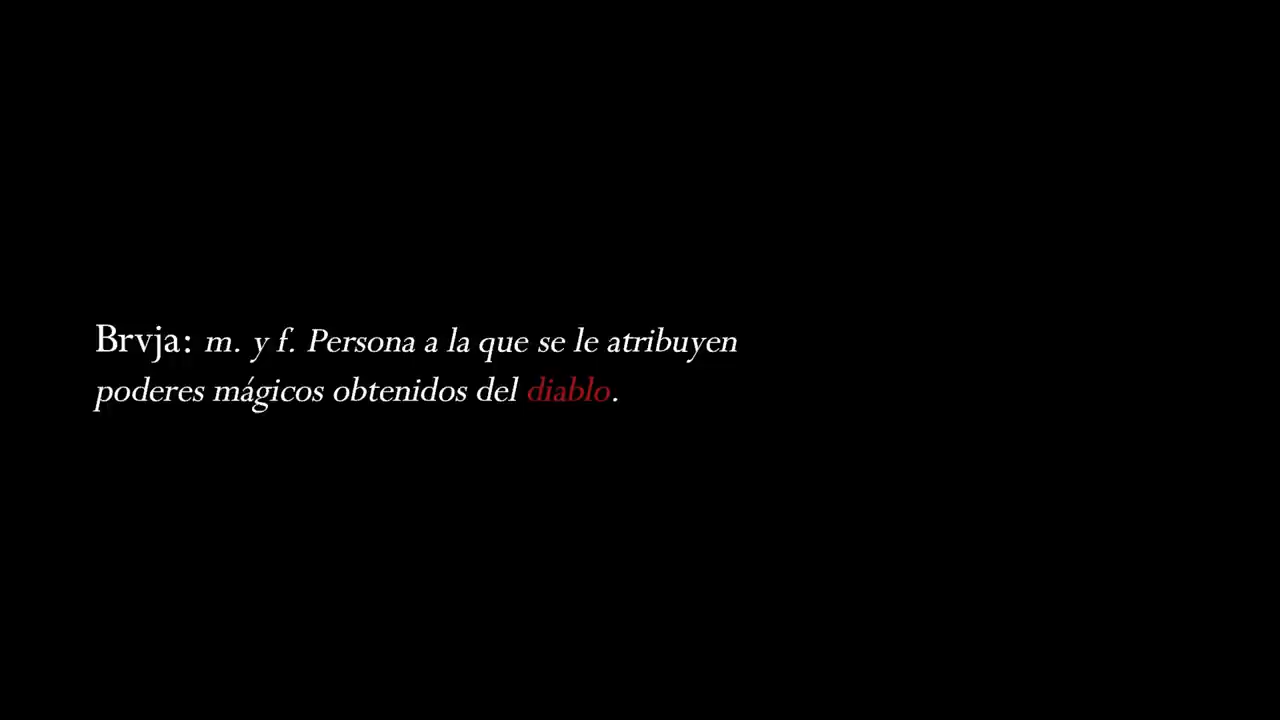 Brvja: m. y f. Persona a la que se le atribuyen
poderes mágicos obtenidos del diablo.